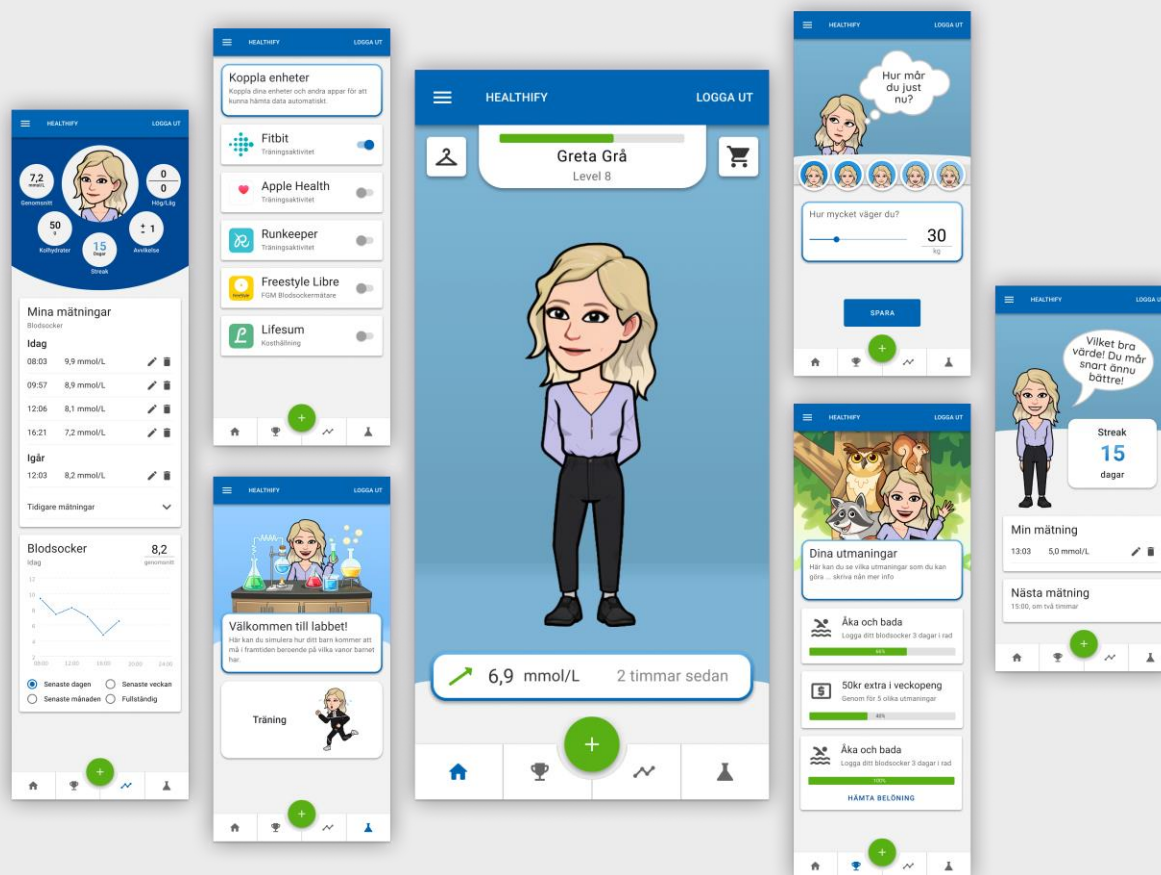 HEALTHIFY LOGGA UT
7,2
mmol/L
Genomsnitt
0
0
Hög/Låg
50
g
Kolhydrater
15
Dagar
Streak
± 1
Avvikelse
Mina mätningar
Blodsocker
Idag
08:03 9,9 mmol/L
09:57 8,9 mmol/L
12:06 8,1 mmol/L
16:21 7,2 mmol/L
Igår
12:03 8,2 mmol/L
Tidigare mätningar
Blodsocker 8,2
Idag genomsnitt
12
10
8
6
4
2
08:00 12:00 16:00 20:00 24:00
Senaste dagen Senaste veckan
Senaste månaden Fullständig
HEALTHIFY LOGGA UT
Koppla enheter
Koppla dina enheter och andra appar för att
kunna hämta data automatiskt.
Fitbit
Träningsaktivitet
Apple Health
Träningsaktivitet
Runkeeper
Träningsaktivitet
Freestyle Libre
FGM Blodsockermätare
Lifesum
Kosthållning
HEALTHIFY LOGGA UT
Välkommen till labbet!
Här kan du simulera hur ditt barn kommer att
må i framtiden beroende på vilka vanor barnet
har.
Träning
HEALTHIFY LOGGA UT
Greta Grå
Level 8
6,9 mmol/L 2 timmar sedan
HEALTHIFY LOGGA UT
Hur mår
du just
nu?
Hur mycket väger du?
30
kg
SPARA
HEALTHIFY LOGGA UT
Dina utmaningar
Här kan du se vilka utmaningar som du kan
göra ... skriva nån mer info
Åka och bada
Logga ditt blodsocker 3 dagar i rad
50kr extra i veckopeng
Genom för 5 olika utmaningar
40%
Åka och bada
Logga ditt blodsocker 3 dagar i rad
100%
HÄMTA BELÖNING
HEALTHIFY LOGGA U
Vilket bra
värde! Du mår
snart ännu
bättre!
Streak
15
dagar
Min mätning
13:03 5,0 mmol/L
Nästa mätning
15:00, om två timmar